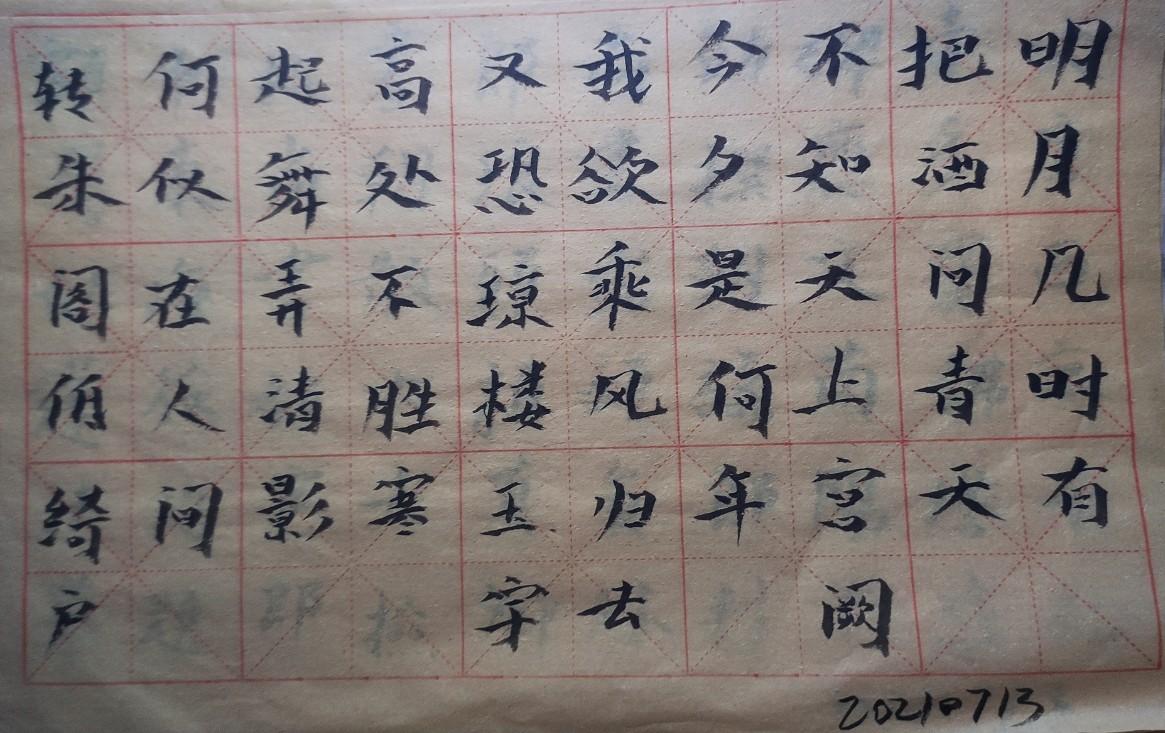 明月几时有
把酒问青天
不知天上宫阙
今夕是何年
我欲乘风归去
又恐琼楼玉宇
高处不胜寒
起舞弄清影
何似在人间
转朱阁绮户
20210713